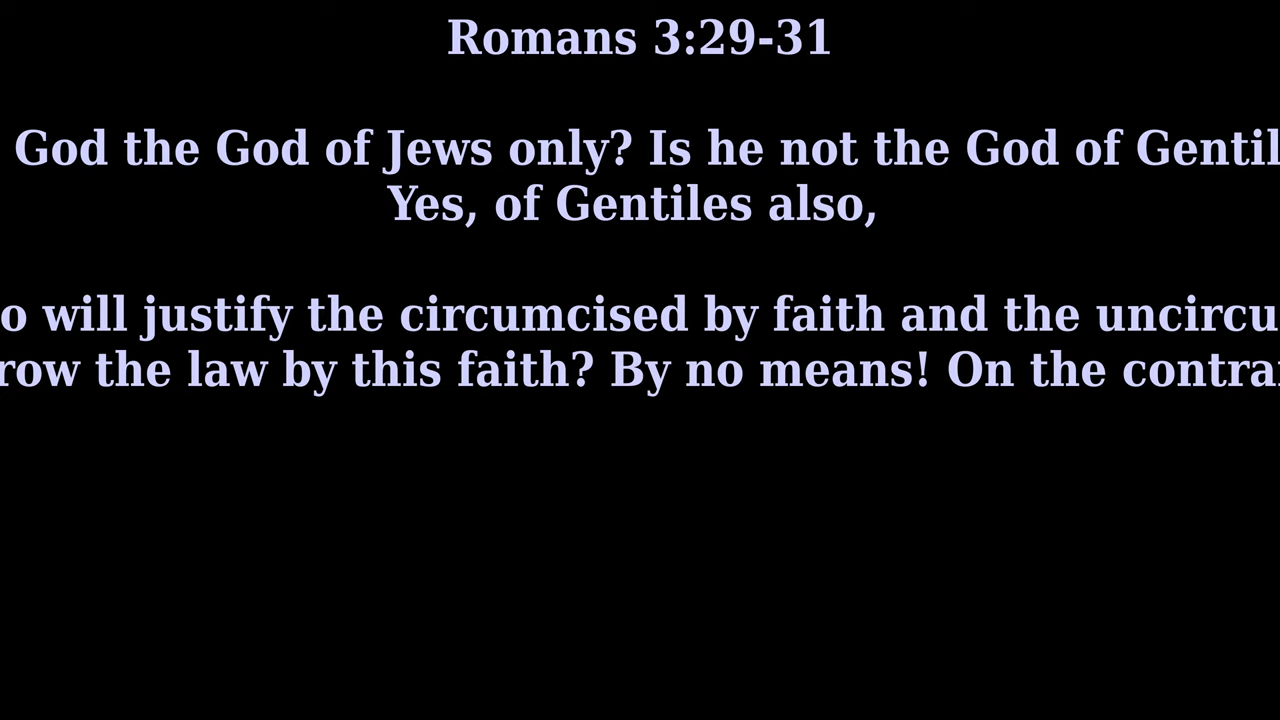 Romans 3:29-31
God the God of Jews only? Is he not the God of
Yes, of Gentiles also,
will justify the circumcised by faith and the
the law by this faith? By no means! On the